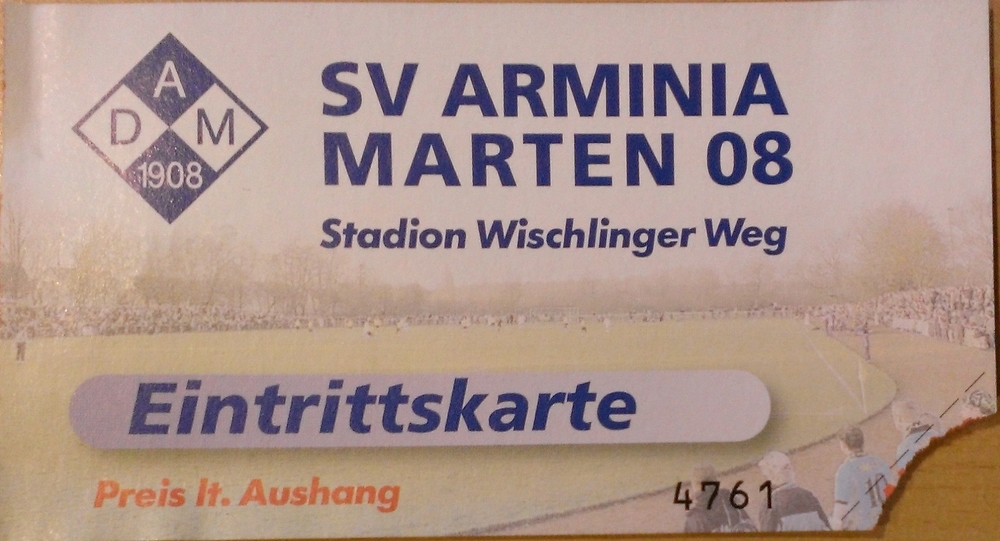 A
D M
1908
SV ARMINIA
MARTEN 08
Stadion Wischlinger Weg
Eintrittskarte
Preis lt. Aushang
4761